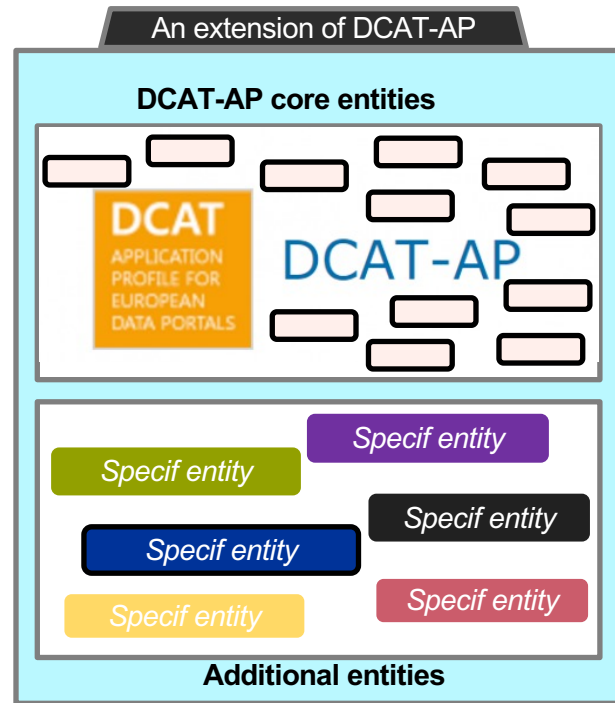 An extension of DCAT-AP
DCAT-AP core entities
DCAT
APPLICATION
PROFILE FOR
EUROPEAN
DATA PORTALS
DCAT-AP
Specif entity
Specif entity
Specif entity
Specif entity
Specif entity
Specif entity
Additional entities